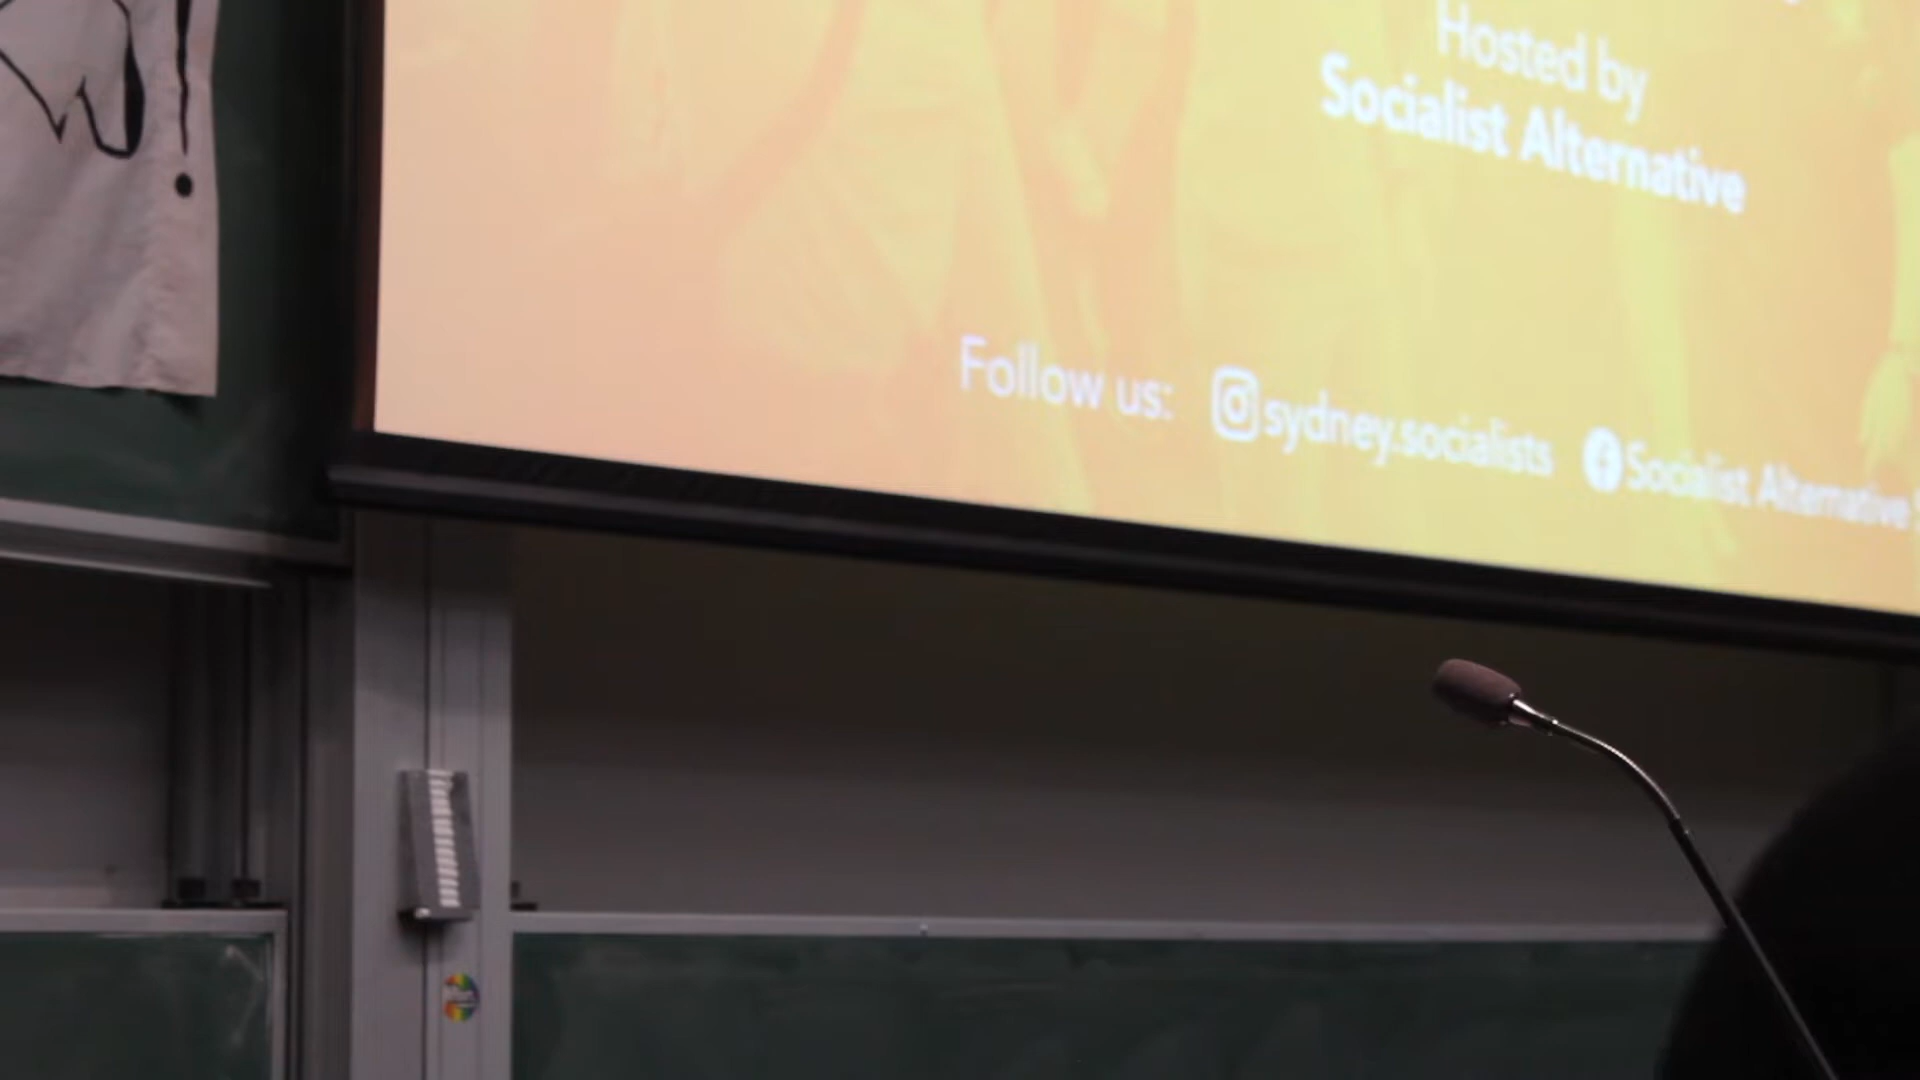 Hosted by
Socialist Alternative
Follow us: sydney.socialists Socialist Alternative